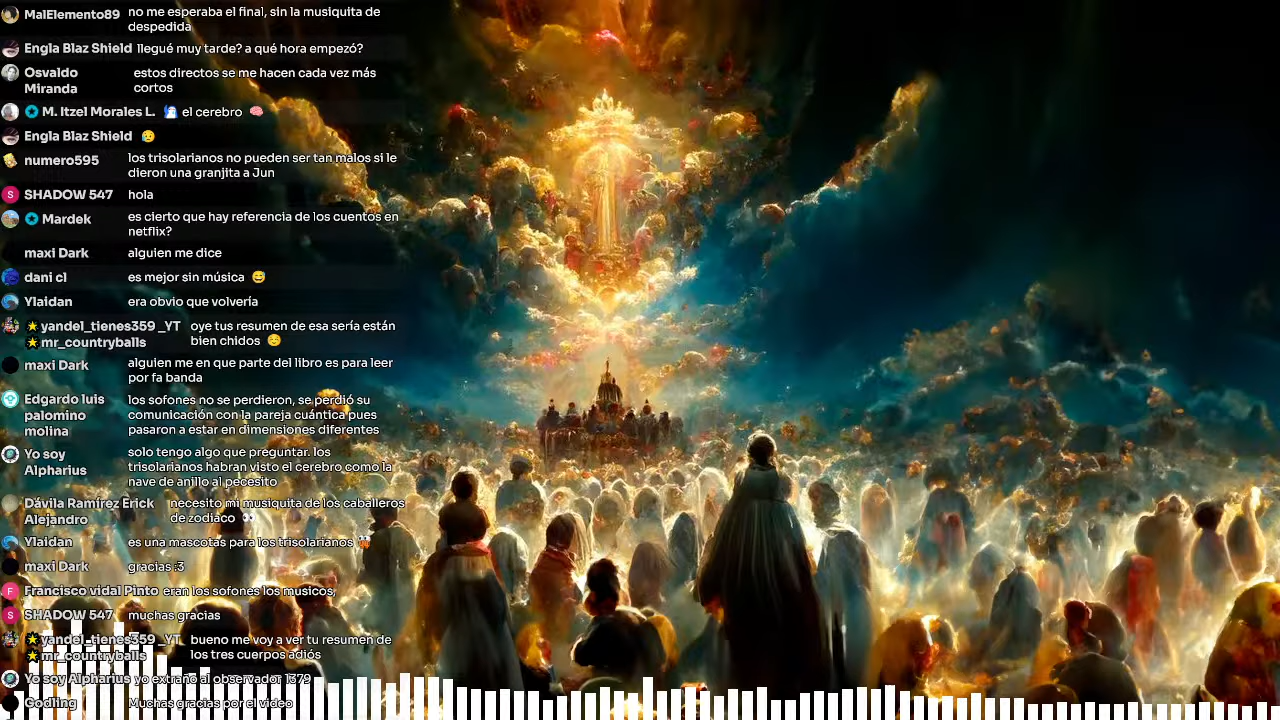 MalElemento89 no me esperaba el final, sin la musiquita de
despedida
Engla Blaz Shield llegué muy tarde? a qué hora empezó?
Osvaldo Miranda estos directos se me hacen cada vez más
cortos
M. Itzel Morales L. el cerebro 🧠
Engla Blaz Shield 😥
numero595 los trisolarianos no pueden ser tan malos si le
dieron una granjita a Jun
S SHADOW 547 hola
Mardek es cierto que hay referencia de los cuentos en
netflix?
maxi Dark alguien me dice
dani cl es mejor sin música 😅
Ylaidan era obvio que volvería
yandel_tienes359_YT oye tus resumen de esa sería están
mr_countryballs bien chidos ☺️
maxi Dark alguien me en que parte del libro es para leer
por fa banda
Edgardo luis los sofones no se perdieron, se perdió su
palomino comunicación con la pareja cuántica pues
molina pasaron a estar en dimensiones diferentes
Yo soy solo tengo algo que preguntar. los
Alpharius trisolarianos habran visto el cerebro como la
nave de anillo al pecesito
Dávila Ramírez Erick necesito mi musiquita de los caballeros
Alejandro de zodiaco 👀
Ylaidan es una mascotas para los trisolarianos
maxi Dark gracias :3
F Francisco vidal Pinto eran los sofones los musicos,
S SHADOW 547 muchas gracias
yandel_tienes359_YT bueno me voy a ver tu resumen de
mr_countryballs los tres cuerpos adiós
Yo soy Alpharius yo extraño al observador 1379
Godling Muchas gracias por el video